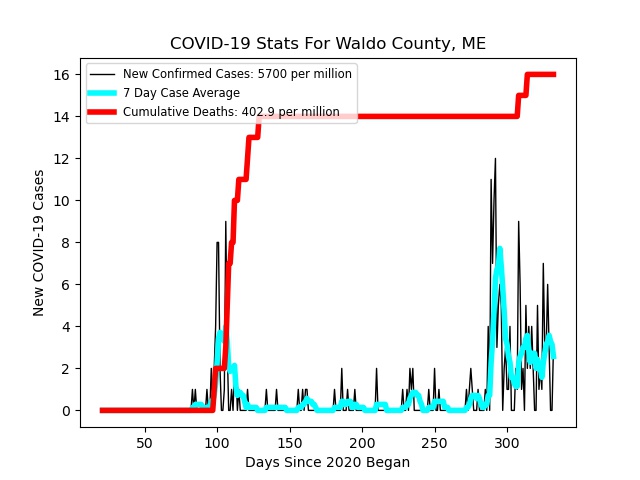 COVID-19 Stats For Waldo County, ME
New Confirmed Cases: 5700 per million
7 Day Case Average
Cumulative Deaths: 402.9 per million
New COVID-19 Cases
16
14
12
10
8
6
4
2
0
50 100 150 200 250 300
Days Since 2020 Began